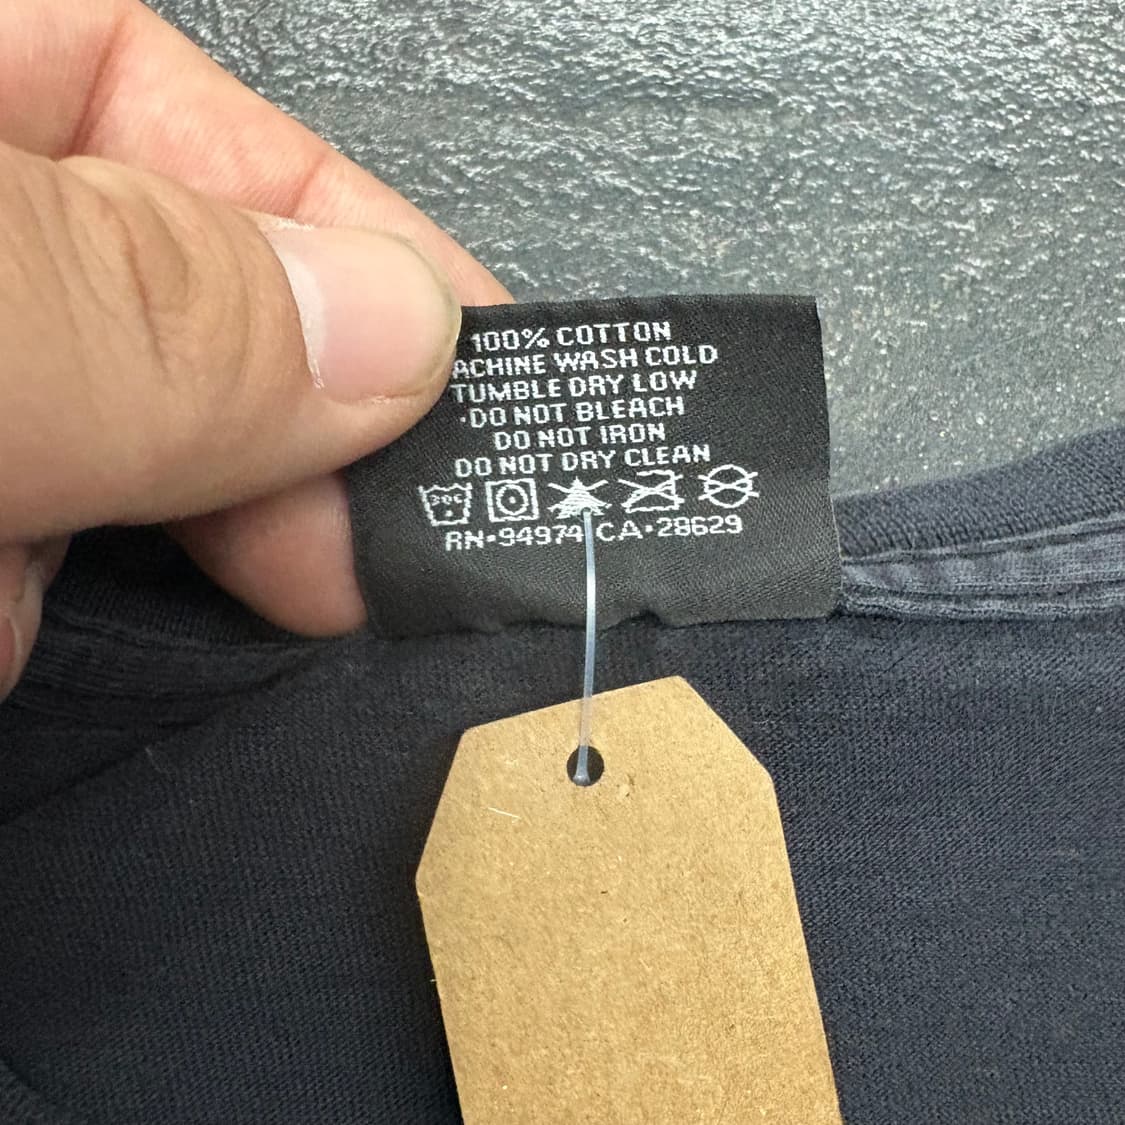 100% COTTON
ACHINE WASH COLD
TUMBLE DRY LOW
·DO NOT BLEACH
DO NOT IRON
DO NOT DRY CLEAN
30C
RN·94974 CA·28629